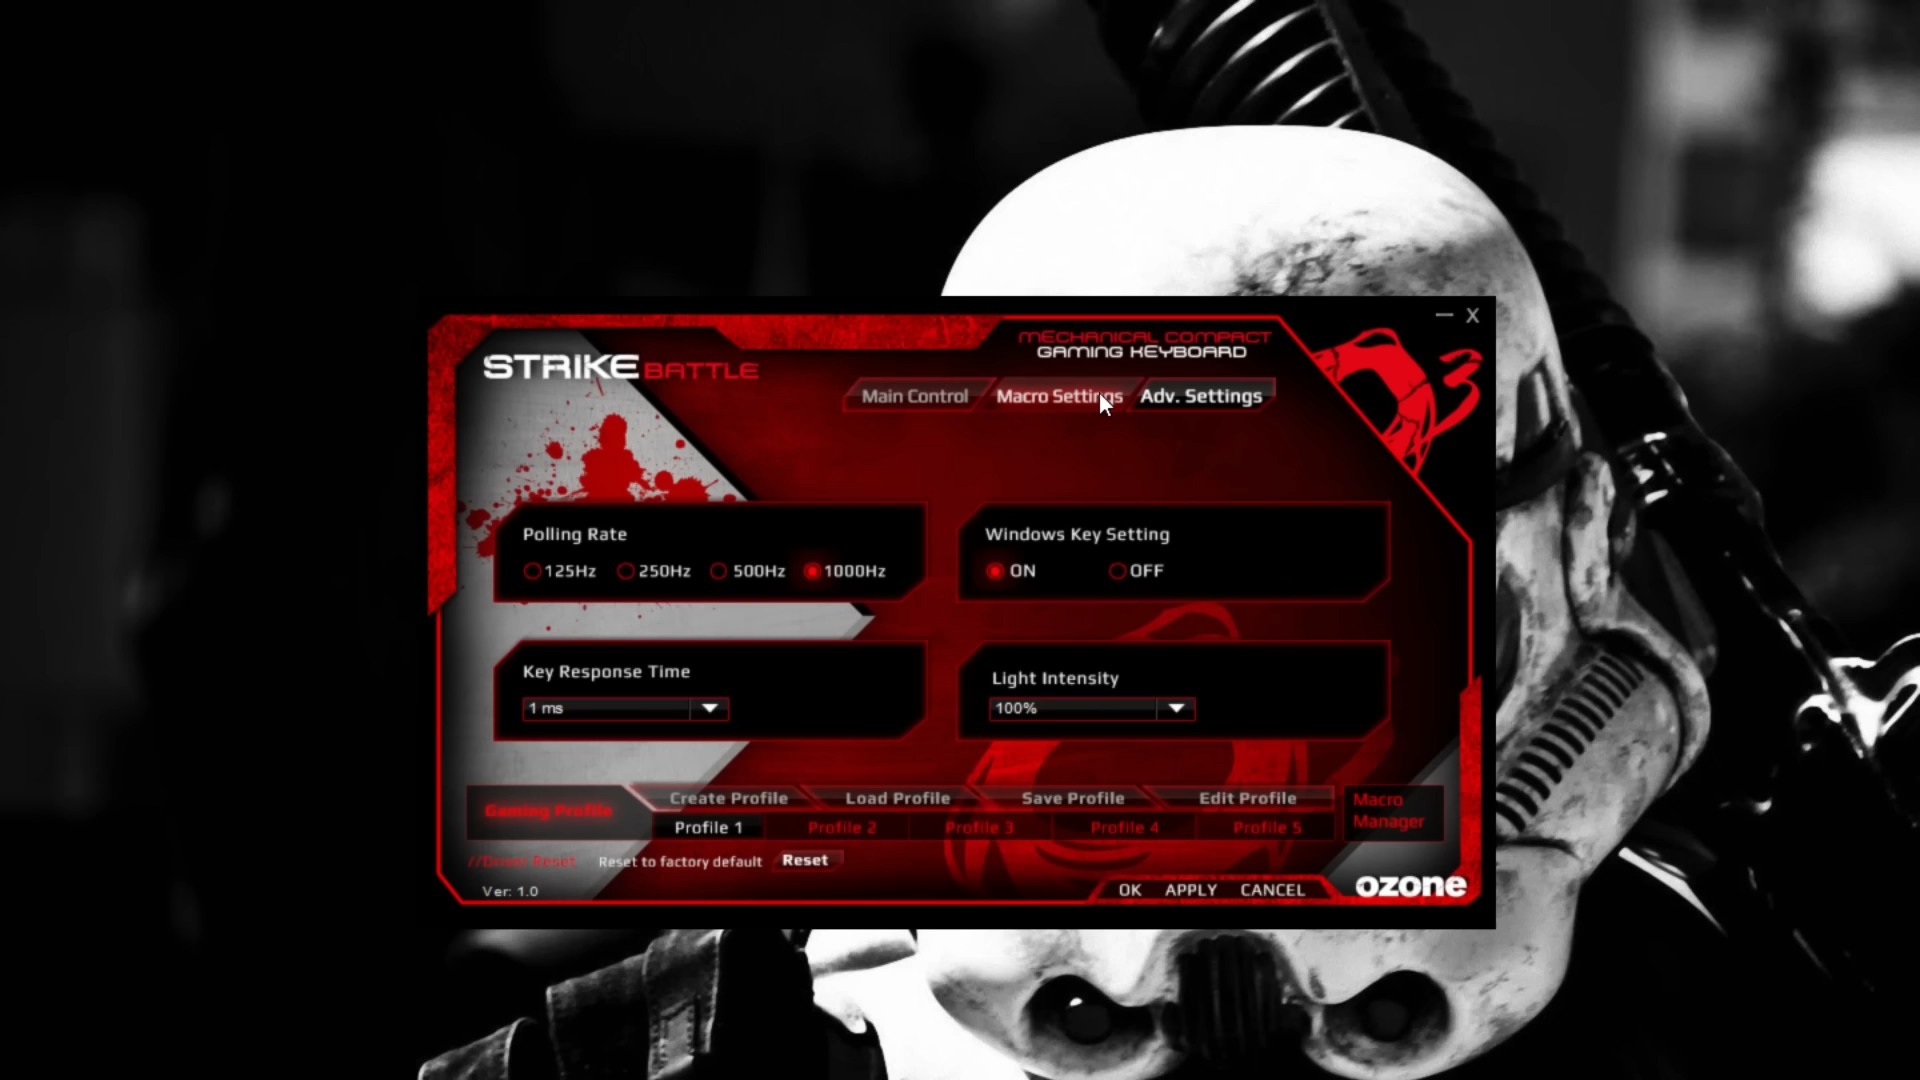 — X
MECHANICAL COMPACT
GAMING KEYBOARD
STRIKE BATTLE
Main Control Macro Settings Adv. Settings
Polling Rate
125Hz 250Hz 500Hz 1000Hz
Windows Key Setting
ON OFF
Key Response Time
1 ms
Light Intensity
100%
Gaming Profile
Create Profile Load Profile Save Profile Edit Profile
Profile 1 Profile 2 Profile 3 Profile 4 Profile 5
Macro
Manager
//Driver Reset Reset to factory default Reset
Ver: 1.0
OK APPLY CANCEL
ozone